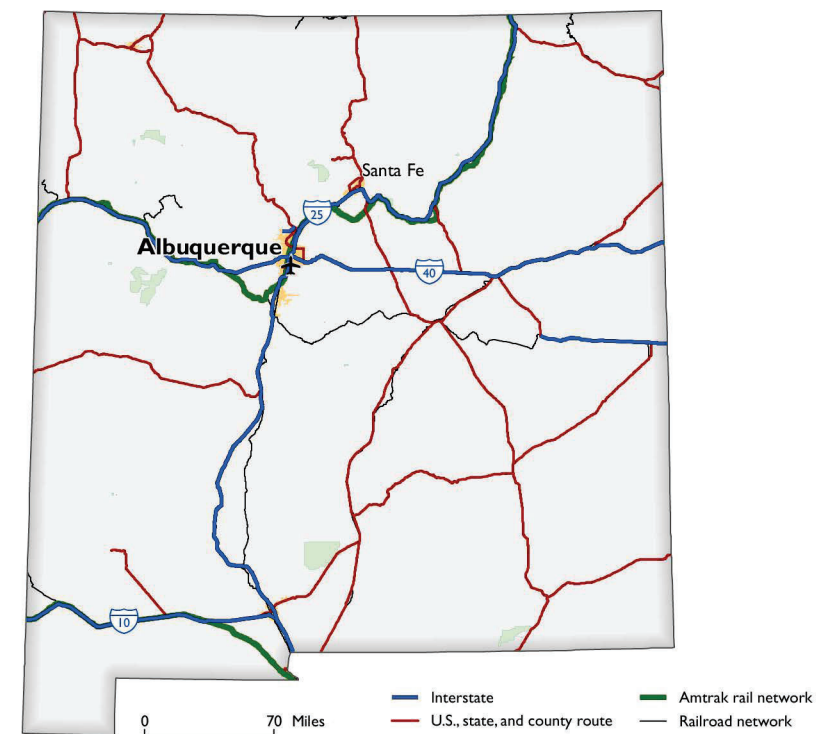 Santa Fe
25
Albuquerque
40
10
0 70 Miles
Interstate
U.S., state, and county route
Amtrak rail network
Railroad network